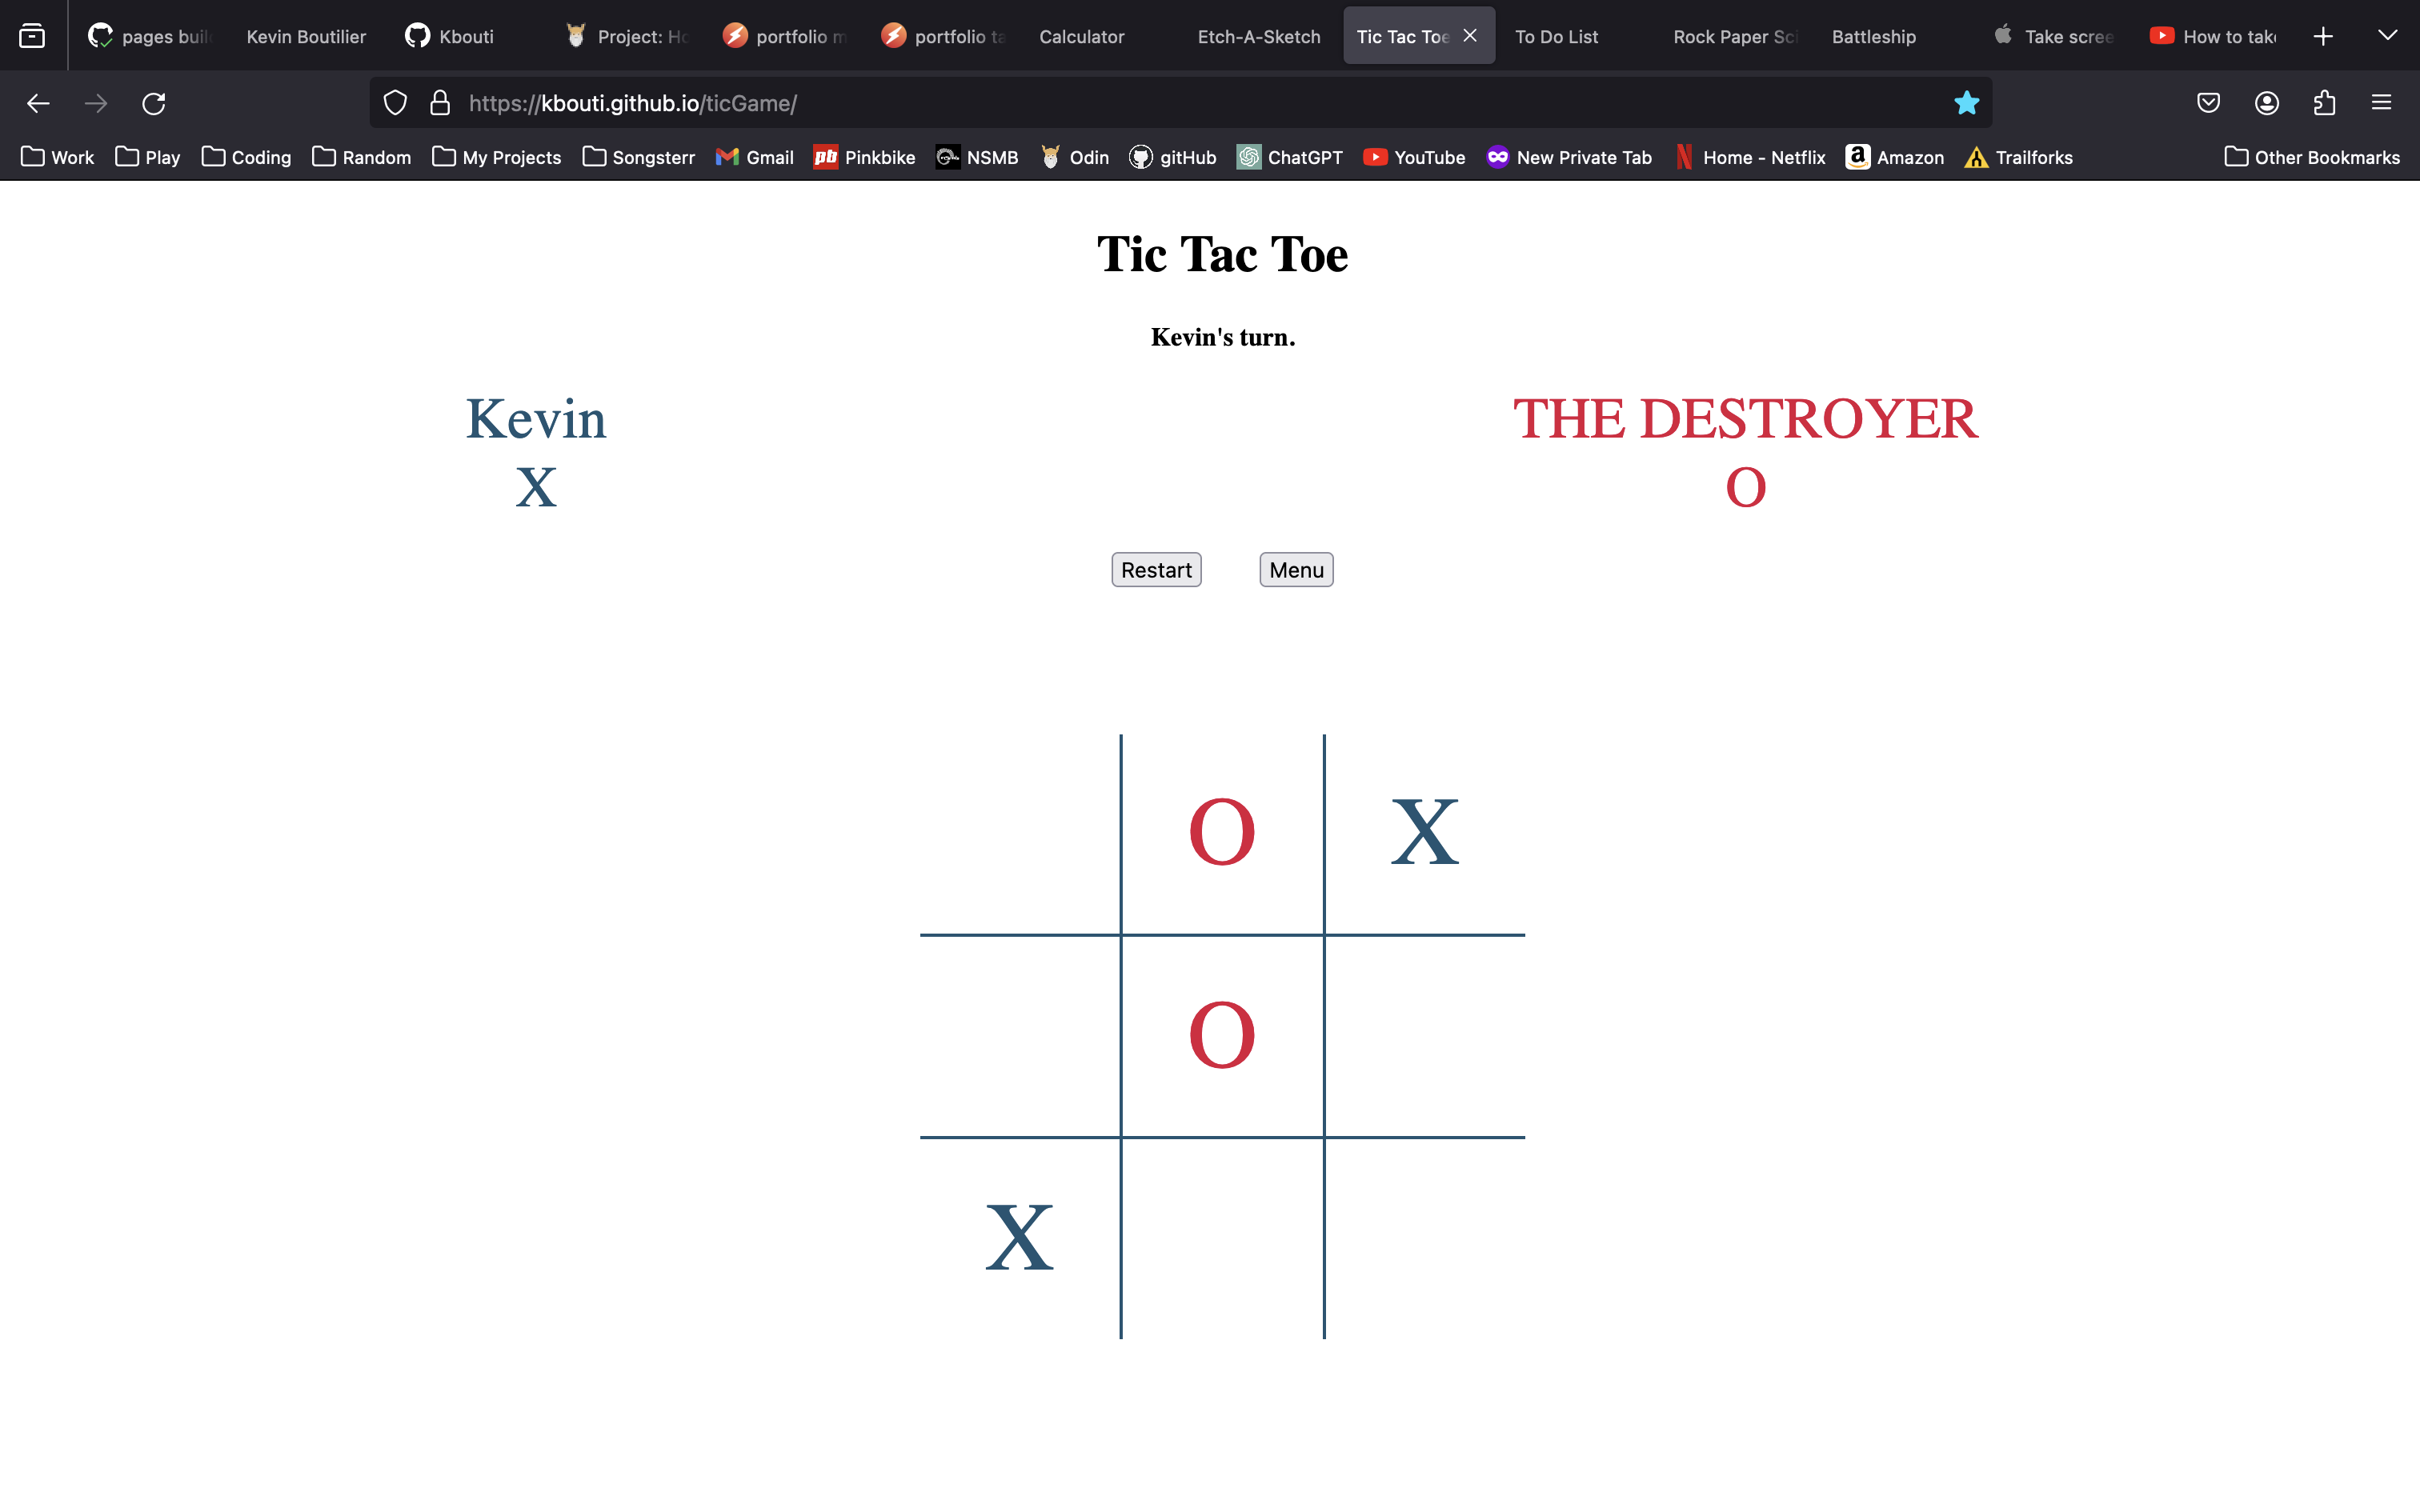 pages buil Kevin Boutilier Kbouti Project: Ho portfolio m portfolio ta Calculator Etch-A-Sketch Tic Tac Toe To Do List Rock Paper Sci Battleship Take scree How to take
https://kbouti.github.io/ticGame/
Work Play Coding Random My Projects Songsterr Gmail pb Pinkbike NSMB Odin gitHub ChatGPT YouTube New Private Tab Home - Netflix a Amazon Trailforks Other Bookmarks
Tic Tac Toe
Kevin's turn.
Kevin THE DESTROYER
X O
Restart Menu
O X
O
X